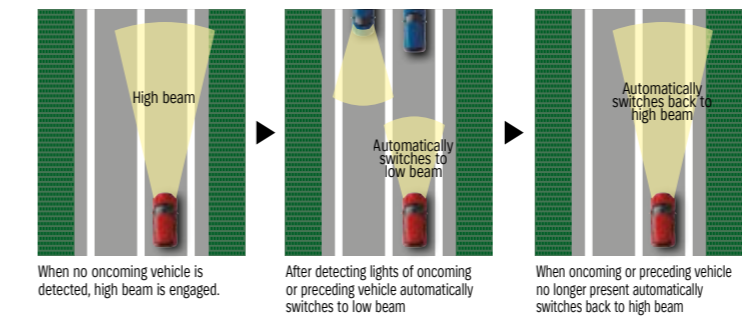 High beam
When no oncoming vehicle is
detected, high beam is engaged.
Automatically
switches to
low beam
After detecting lights of oncoming
or preceding vehicle automatically
switches to low beam
Automatically
switches back to
high beam
When oncoming or preceding vehicle
no longer present automatically
switches back to high beam